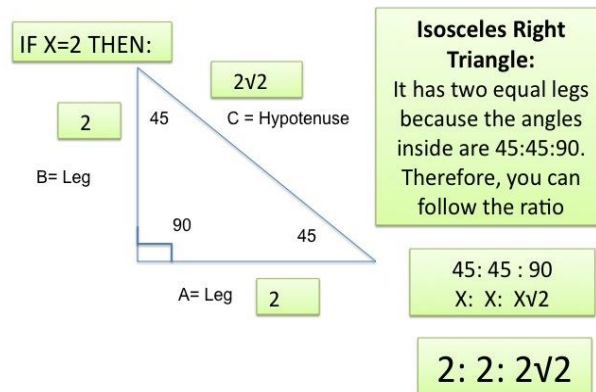 IF X=2 THEN:
2√2
C = Hypotenuse
2
45
B= Leg
90
45
A= Leg
2
Isosceles Right
Triangle:
It has two equal legs
because the angles
inside are 45:45:90.
Therefore, you can
follow the ratio
45: 45 : 90
X: X: X√2
2: 2: 2√2